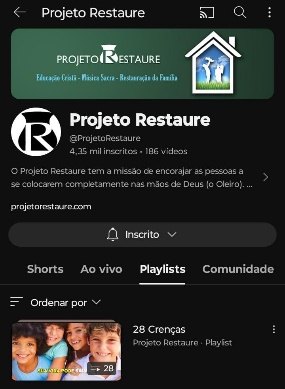 Projeto Restaure
PROJETO RESTAURE
Educação Cristã - Música Sacra - Restauração da Família
Projeto Restaure
@ProjetoRestaure
4,35 mil inscritos • 186 vídeos
O Projeto Restaure tem a missão de encorajar as pessoas a
se colocarem completamente nas mãos de Deus (o Oleiro). ...
projetorestaure.com
Inscrito
Shorts Ao vivo Playlists Comunidade
Ordenar por
28 Crenças
Projeto Restaure · Playlist
28